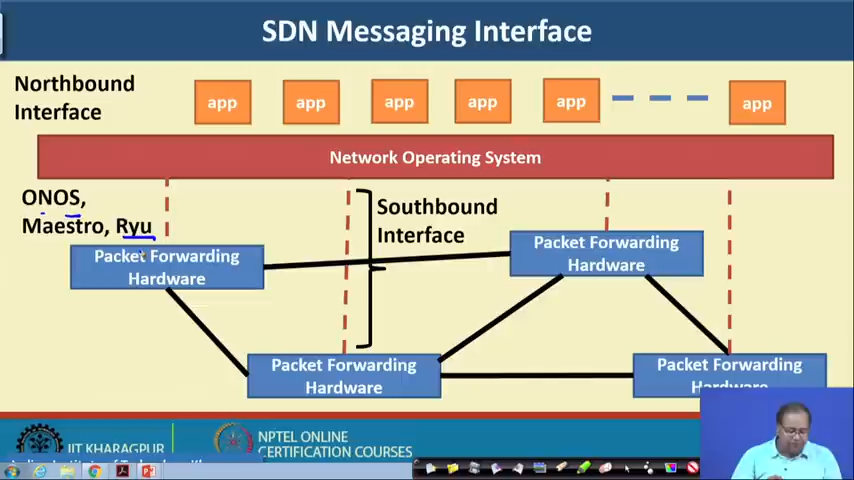 SDN Messaging Interface
Northbound
Interface
app
app
app
app
app
app
Network Operating System
ONOS,
Maestro, Ryu
Southbound
Interface
Packet Forwarding
Hardware
Packet Forwarding
Hardware
Packet Forwarding
Hardware
Packet Forwarding
Hardware
IIT KHARAGPUR
NPTEL ONLINE
CERTIFICATION COURSES